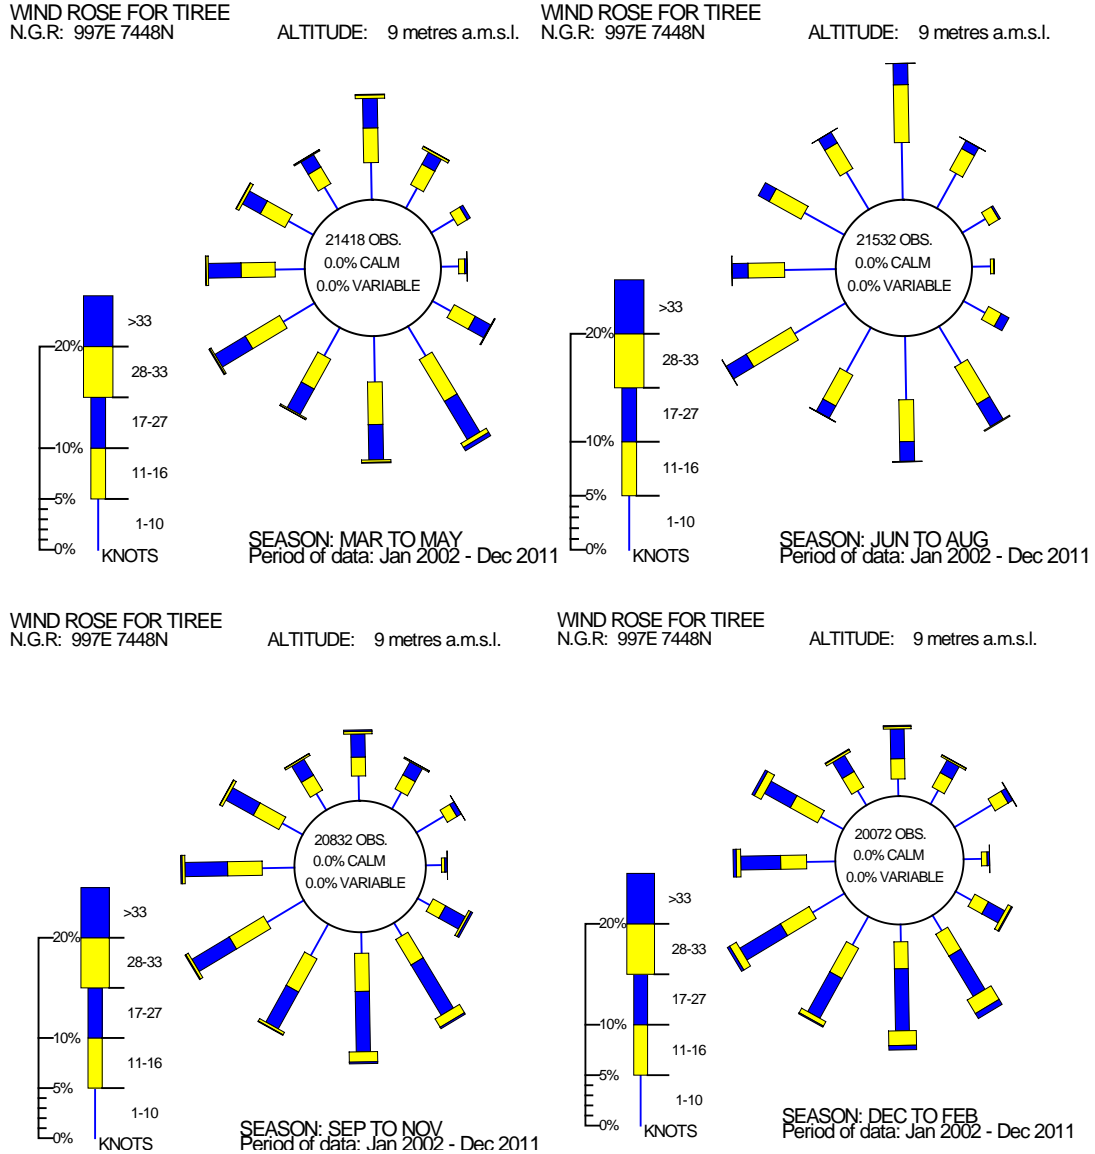 WIND ROSE FOR TIREE
N.G.R: 997E 7448N ALTITUDE: 9 metres a.m.s.l.
21418 OBS.
0.0% CALM
0.0% VARIABLE
>33
20%
28-33
17-27
10%
11-16
5%
1-10
0%
KNOTS
SEASON: MAR TO MAY
Period of data: Jan 2002 - Dec 2011
WIND ROSE FOR TIREE
N.G.R: 997E 7448N ALTITUDE: 9 metres a.m.s.l.
21532 OBS.
0.0% CALM
0.0% VARIABLE
>33
20%
28-33
17-27
10%
11-16
5%
1-10
0%
KNOTS
SEASON: JUN TO AUG
Period of data: Jan 2002 - Dec 2011
WIND ROSE FOR TIREE
N.G.R: 997E 7448N ALTITUDE: 9 metres a.m.s.l.
20832 OBS.
0.0% CALM
0.0% VARIABLE
>33
20%
28-33
17-27
10%
11-16
5%
1-10
0%
KNOTS
SEASON: SEP TO NOV
Period of data: Jan 2002 - Dec 2011
WIND ROSE FOR TIREE
N.G.R: 997E 7448N ALTITUDE: 9 metres a.m.s.l.
20072 OBS.
0.0% CALM
0.0% VARIABLE
>33
20%
28-33
17-27
10%
11-16
5%
1-10
0%
KNOTS
SEASON: DEC TO FEB
Period of data: Jan 2002 - Dec 2011